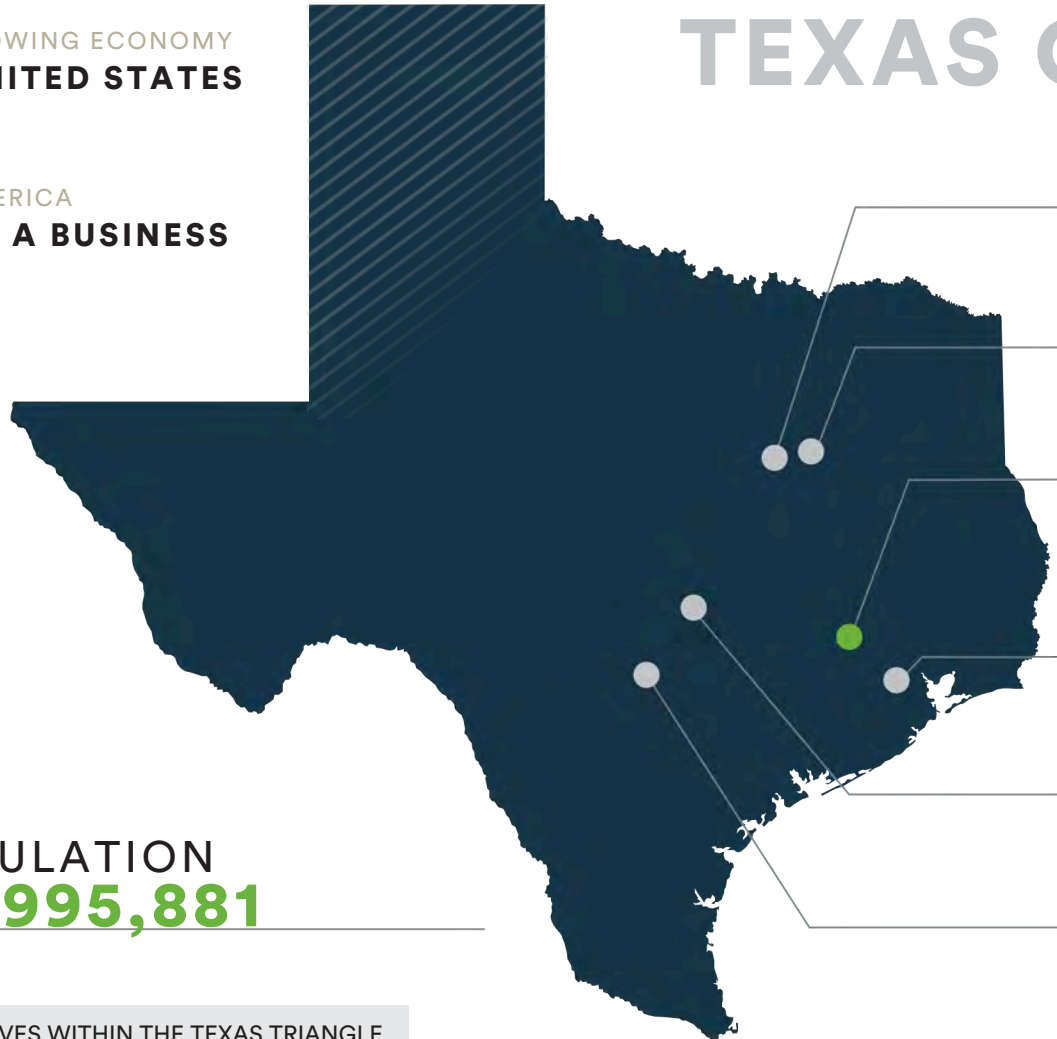 OWING ECONOMY
NITED STATES
TEXAS
ERICA
A BUSINESS
ULATION
995,881
VES WITHIN THE TEXAS TRIANGLE